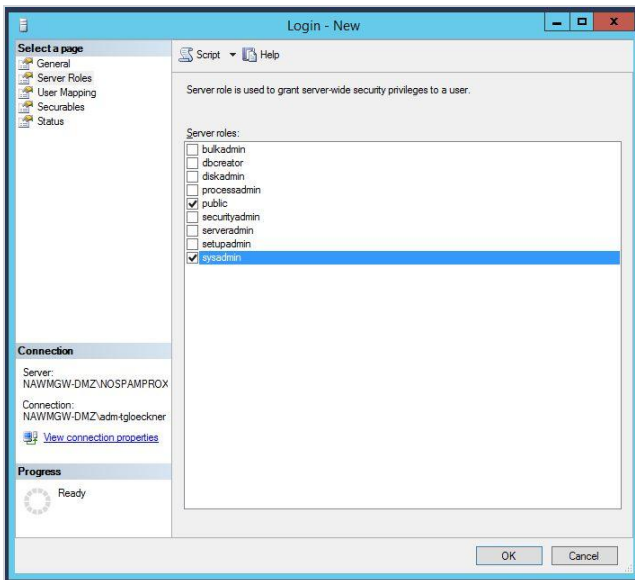 Login - New
Select a page
General
Server Roles
User Mapping
Securables
Status
Script Help
Server role is used to grant server-wide security privileges to a user.
Server roles:
bulkadmin
dbcreator
diskadmin
processadmin
public
securityadmin
serveradmin
setupadmin
sysadmin
Connection
Server:
NAWMGW-DMZ\NOSPAMPROX
Connection:
NAWMGW-DMZ\adm-tgloeckner
View connection properties
Progress
Ready
OK Cancel